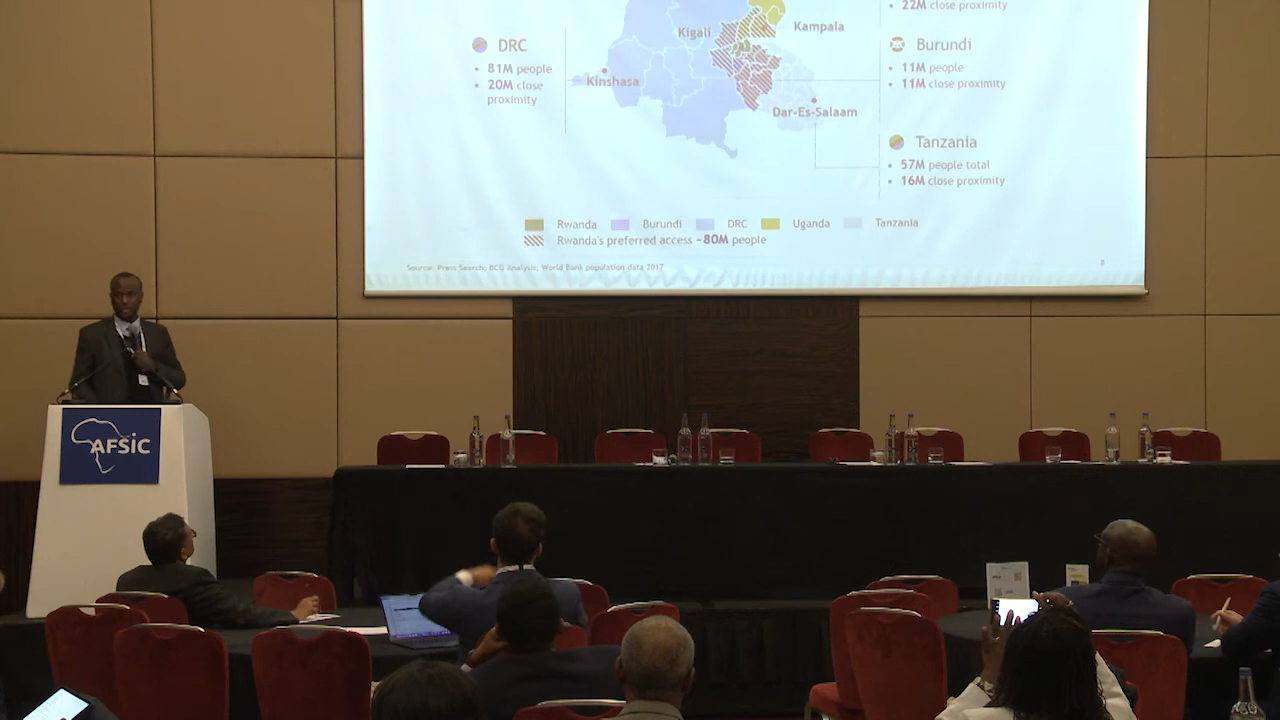 22M close proximity
Kigali
Kampala
DRC
Burundi
81M people
11M people
20M close
11M close proximity
proximity
Kinshasa
Dar-Es-Salaam
Tanzania
57M people total
16M close proximity
Rwanda Burundi DRC Uganda Tanzania
Rwanda's preferred access ~80M people
Source: Press Search; BCG Analysis; World Bank population data 2017
AFSIC